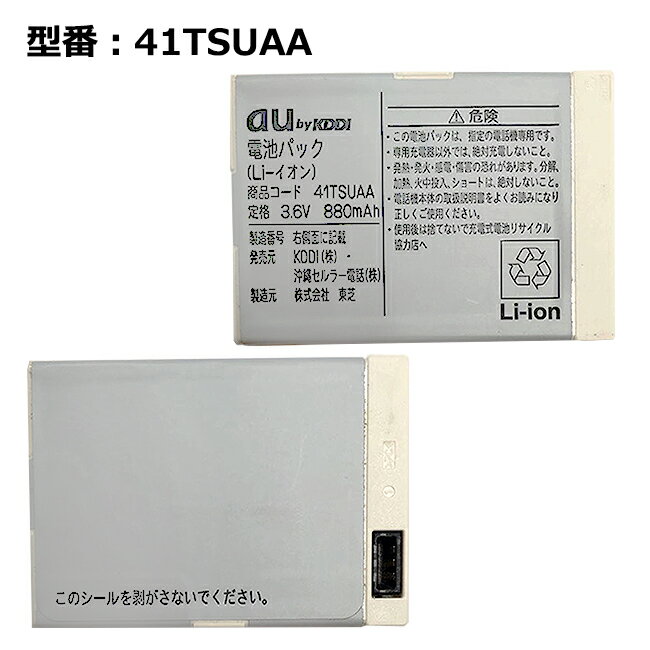 型番：41TSUAA
au by KDDI
電池パック
(Li-イオン)
商品コード 41TSUAA
定格 3.6V 880mAh
製造番号 右側面に記載
発売元 KDDI(株)・
沖縄セルラー電話(株)
製造元 株式会社 東芝
⚠危険
・この電池パックは、指定の電話機専用です。
・専用充電器以外では、絶対充電しないこと。
・発熱・発火・感電・傷害の恐れがあります。分解、
加熱、火中投入、ショートは、絶対しないこと。
・電話機本体の取扱説明書をよくお読みになり
正しくご使用ください。
・使用後は捨てないで充電式電池リサイクル
協力店へ
Li-ion
このシールを剥がさないでください。